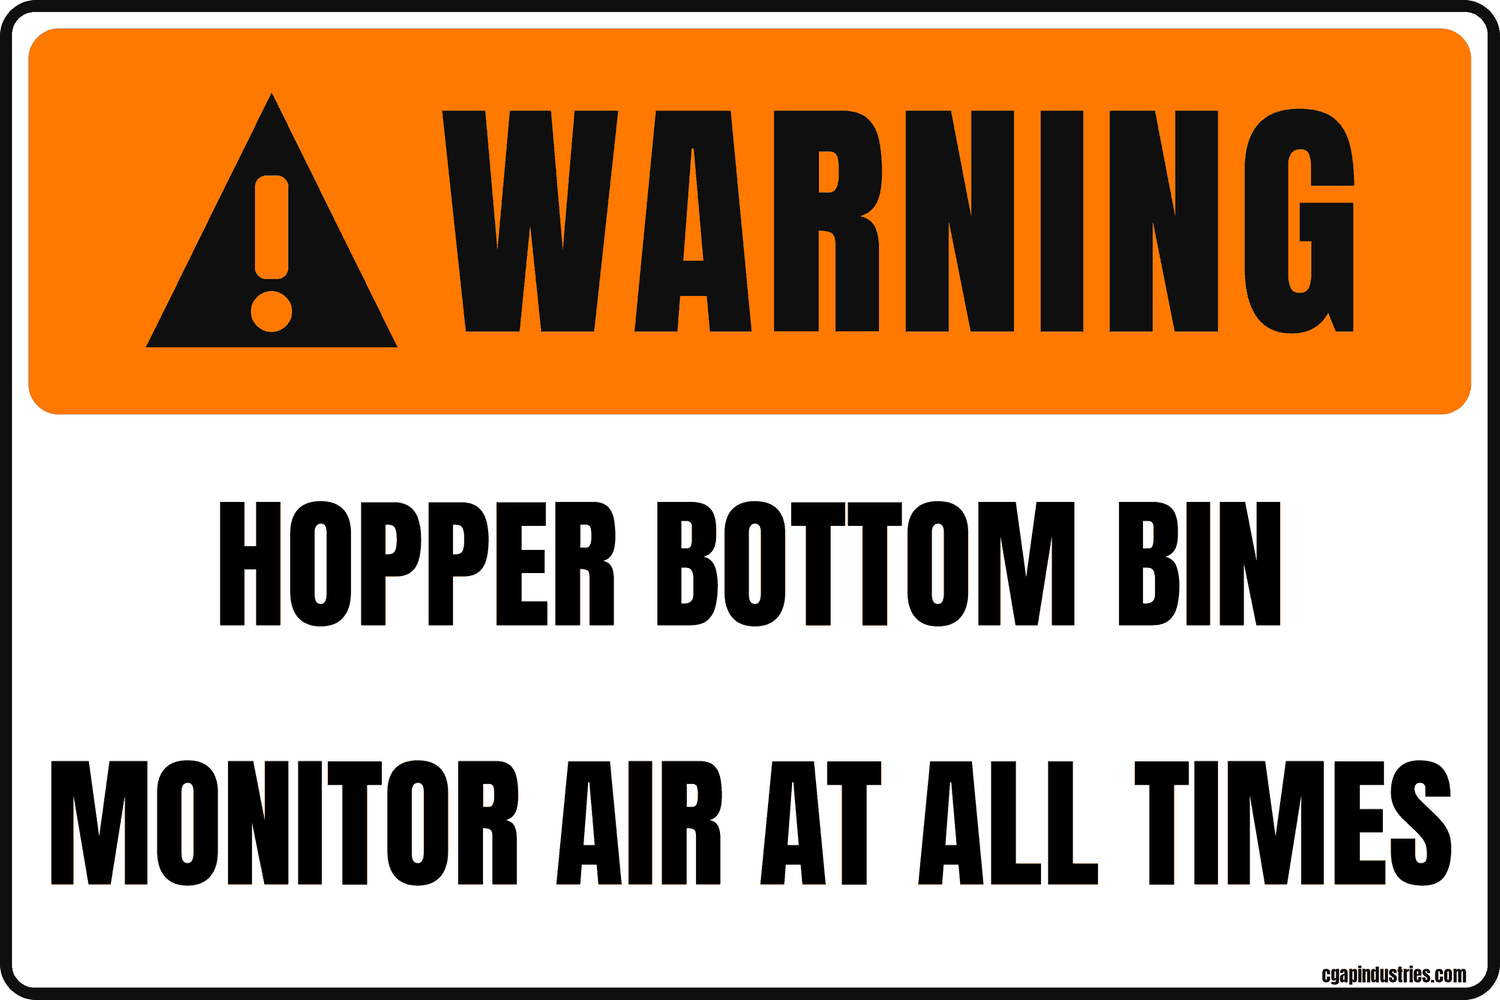 WARNING
HOPPER BOTTOM BIN
MONITOR AIR AT ALL TIMES
cgapindustries.com